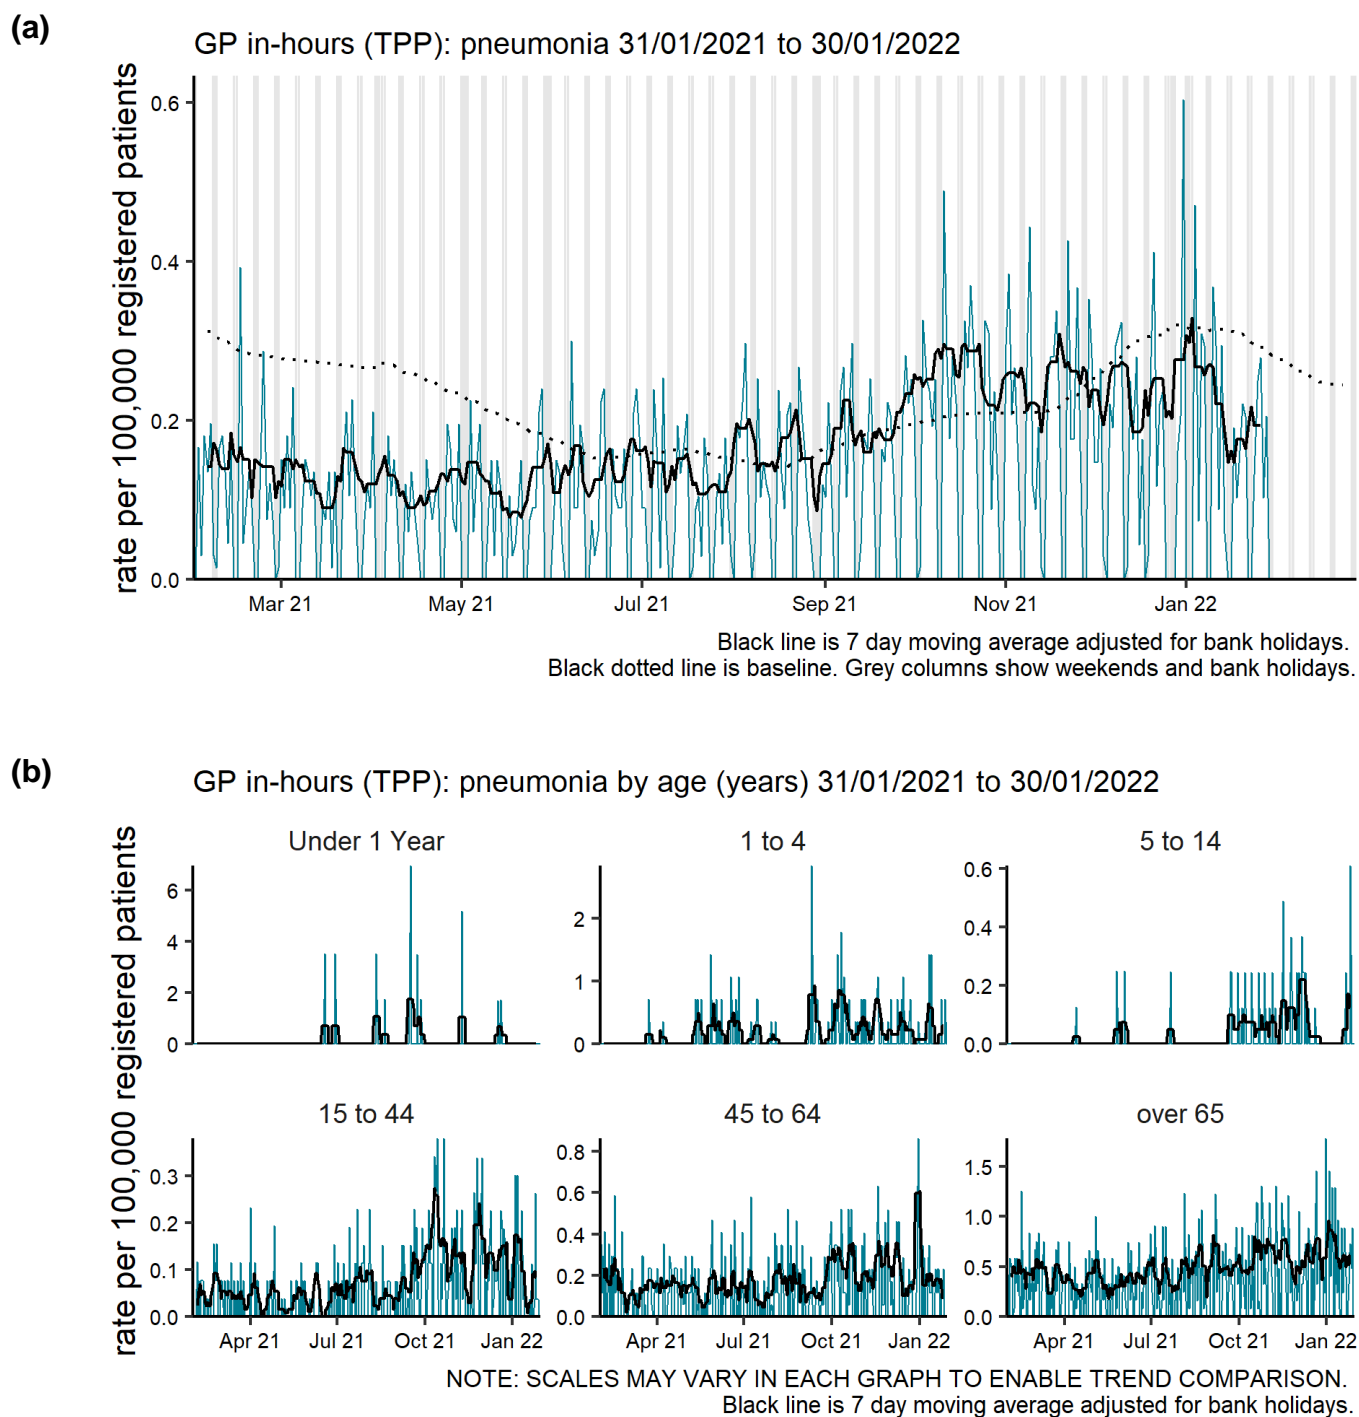 (a)
GP in-hours (TPP): pneumonia 31/01/2021 to 30/01/2022
rate per 100,000 registered patients
0.6
0.4
0.2
0.0
Mar 21 May 21 Jul 21 Sep 21 Nov 21 Jan 22
Black line is 7 day moving average adjusted for bank holidays.
Black dotted line is baseline. Grey columns show weekends and bank holidays.
(b)
GP in-hours (TPP): pneumonia by age (years) 31/01/2021 to 30/01/2022
rate per 100,000 registered patients
Under 1 Year
6
4
2
0
1 to 4
2
1
0
5 to 14
0.6
0.4
0.2
0.0
15 to 44
0.3
0.2
0.1
0.0
Apr 21 Jul 21 Oct 21 Jan 22
45 to 64
0.8
0.6
0.4
0.2
0.0
Apr 21 Jul 21 Oct 21 Jan 22
over 65
1.5
1.0
0.5
0.0
Apr 21 Jul 21 Oct 21 Jan 22
NOTE: SCALES MAY VARY IN EACH GRAPH TO ENABLE TREND COMPARISON.
Black line is 7 day moving average adjusted for bank holidays.